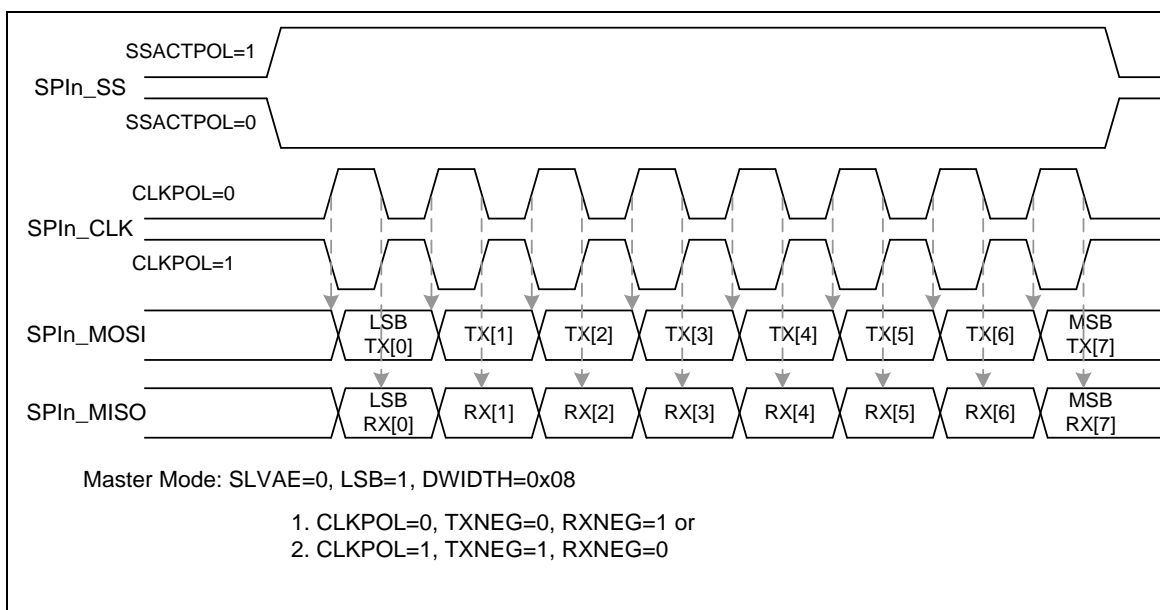 SSACTPOL=1
SPIn_SS
SSACTPOL=0
CLKPOL=0
SPIn_CLK
CLKPOL=1
SPIn_MOSI
LSB
TX[0]
TX[1]
TX[2]
TX[3]
TX[4]
TX[5]
TX[6]
MSB
TX[7]
SPIn_MISO
LSB
RX[0]
RX[1]
RX[2]
RX[3]
RX[4]
RX[5]
RX[6]
MSB
RX[7]
Master Mode: SLVAE=0, LSB=1, DWIDTH=0x08
1. CLKPOL=0, TXNEG=0, RXNEG=1 or
2. CLKPOL=1, TXNEG=1, RXNEG=0